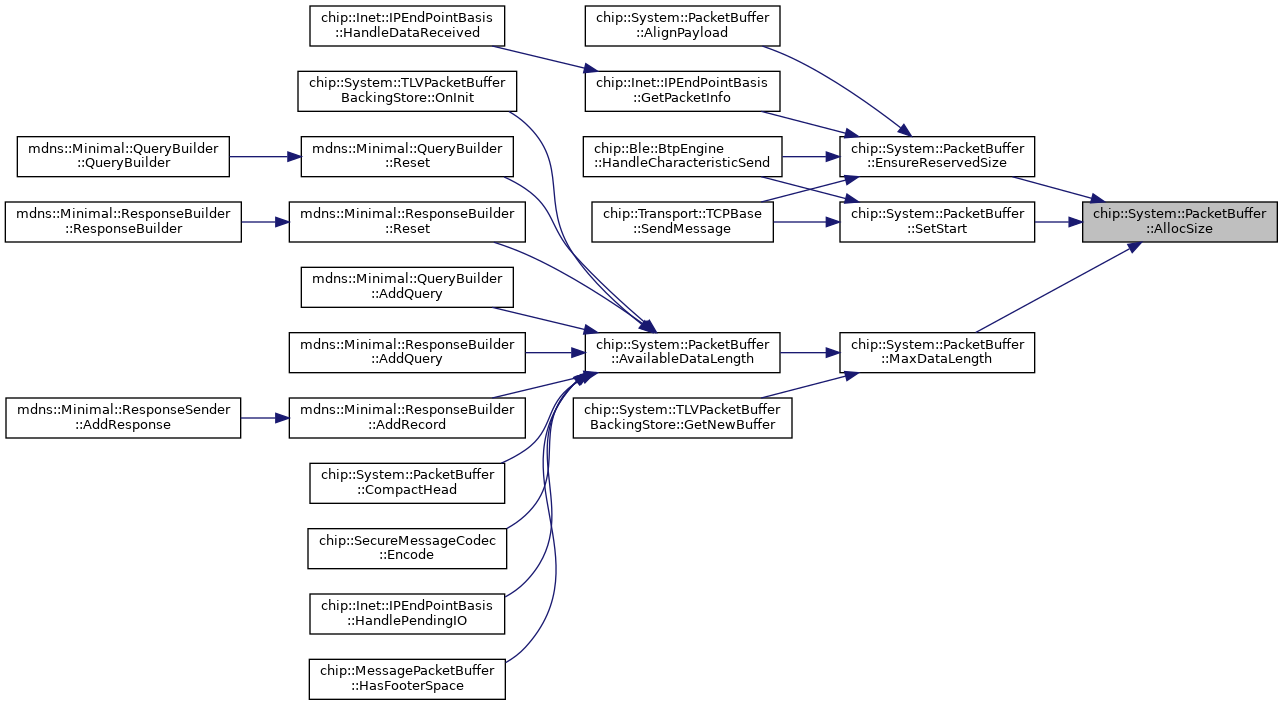 chip::Inet::IPEndPointBasis
::HandleDataReceived
chip::System::PacketBuffer
::AlignPayload
chip::System::TLVPacketBuffer
BackingStore::OnInit
chip::Inet::IPEndPointBasis
::GetPacketInfo
mdns::Minimal::QueryBuilder
::QueryBuilder
mdns::Minimal::QueryBuilder
::Reset
chip::Ble::BtpEngine
::HandleCharacteristicSend
chip::System::PacketBuffer
::EnsureReservedSize
mdns::Minimal::ResponseBuilder
::ResponseBuilder
mdns::Minimal::ResponseBuilder
::Reset
chip::Transport::TCPBase
::SendMessage
chip::System::PacketBuffer
::SetStart
chip::System::PacketBuffer
::AllocSize
mdns::Minimal::QueryBuilder
::AddQuery
mdns::Minimal::ResponseBuilder
::AddQuery
chip::System::PacketBuffer
::AvailableDataLength
chip::System::PacketBuffer
::MaxDataLength
mdns::Minimal::ResponseSender
::AddResponse
mdns::Minimal::ResponseBuilder
::AddRecord
chip::System::TLVPacketBuffer
BackingStore::GetNewBuffer
chip::System::PacketBuffer
::CompactHead
chip::SecureMessageCodec
::Encode
chip::Inet::IPEndPointBasis
::HandlePendingIO
chip::MessagePacketBuffer
::HasFooterSpace